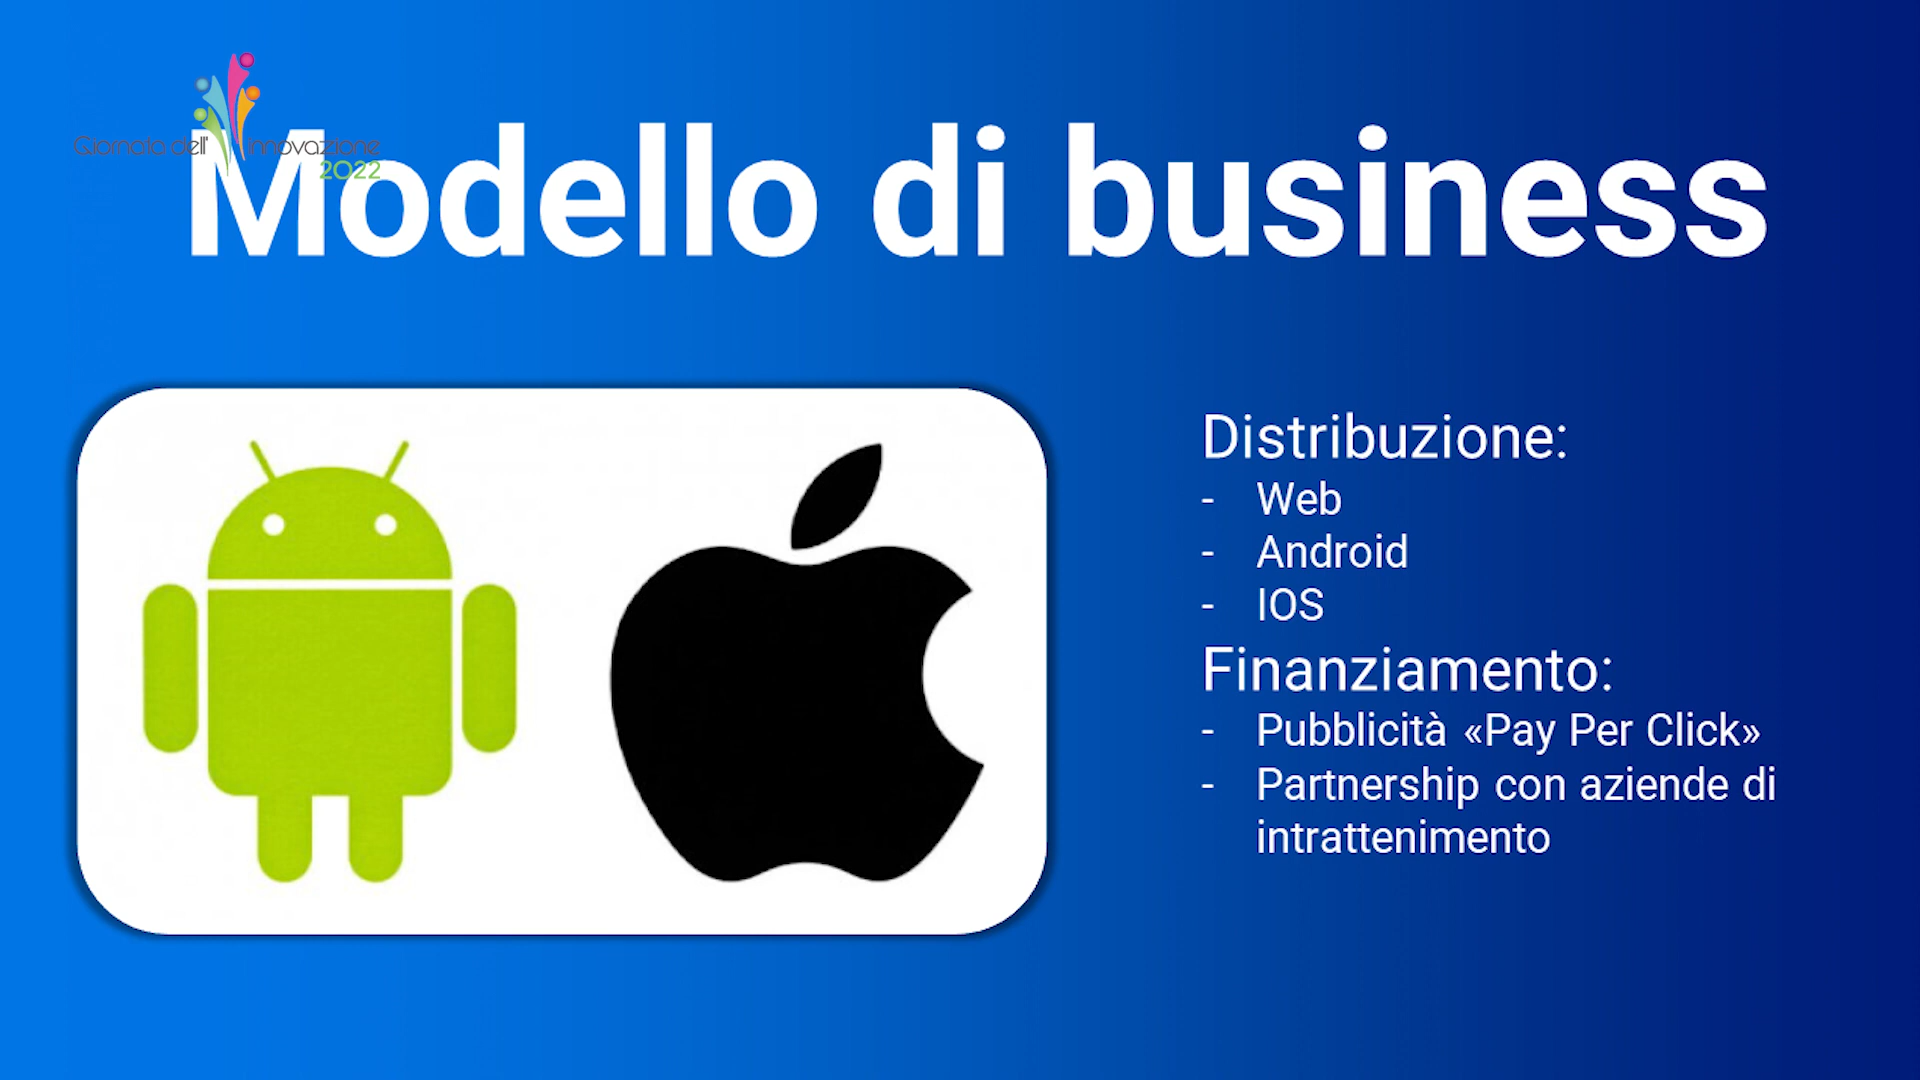 Giornata dell'innovazione
2022
Modello di business
Distribuzione:
- Web
- Android
- IOS
Finanziamento:
- Pubblicità «Pay Per Click»
- Partnership con aziende di
intrattenimento